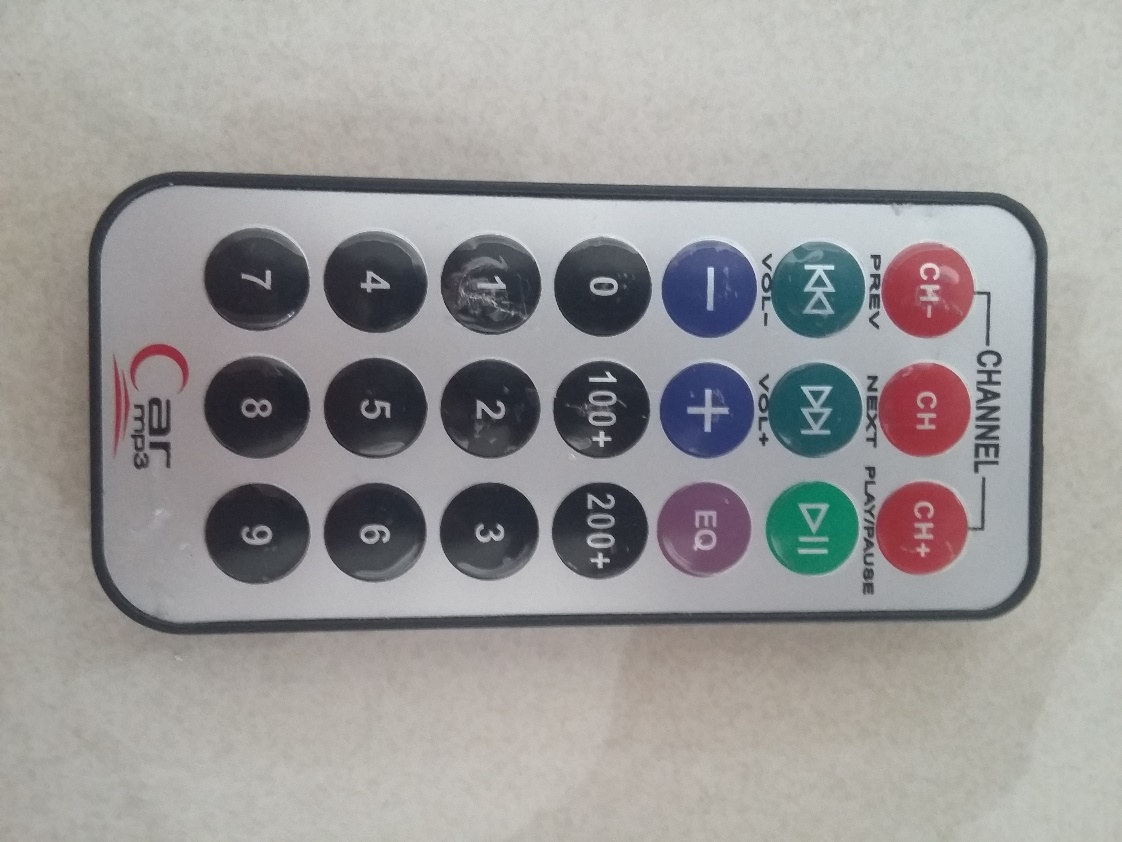 CHANNEL
CH- CH CH+
PREV NEXT PLAY/PAUSE
VOL- VOL+ EQ
0 100+ 200+
1 2 3
4 5 6
7 8 9
Car
mp3